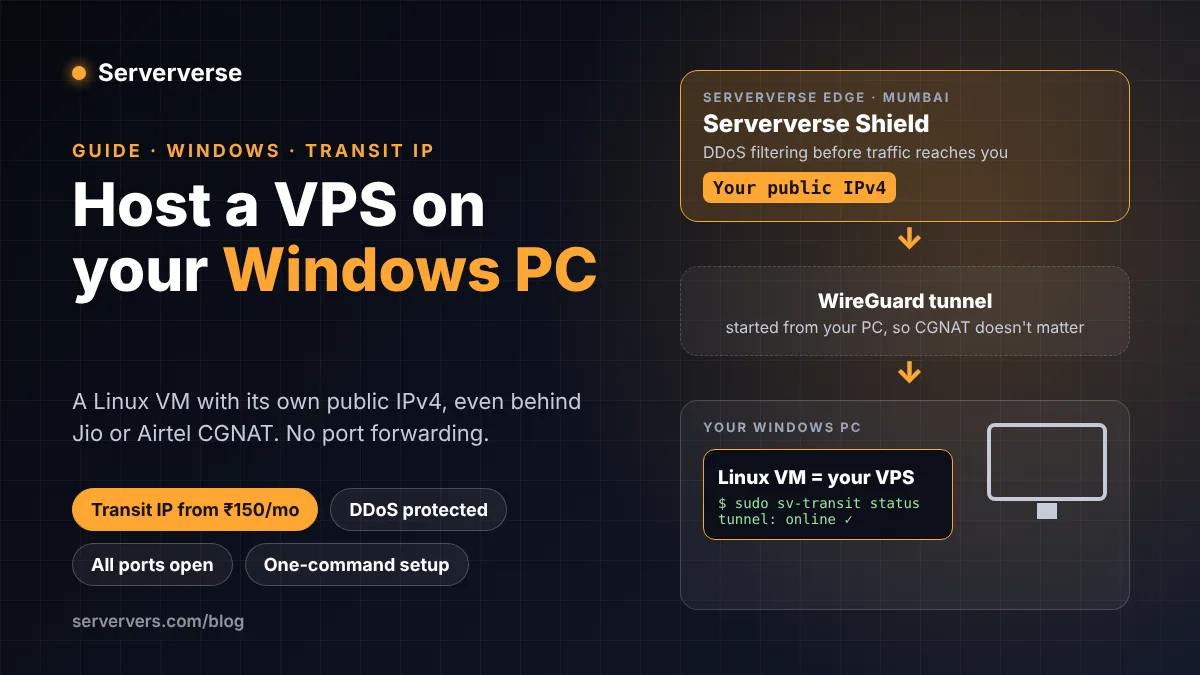 Serververse
GUIDE · WINDOWS · TRANSIT IP
Host a VPS on
your Windows PC
A Linux VM with its own public IPv4, even behind
Jio or Airtel CGNAT. No port forwarding.
Transit IP from ₹150/mo
DDoS protected
All ports open
One-command setup
serververs.com/blog
SERVERVERSE EDGE · MUMBAI
Serververse Shield
DDoS filtering before traffic reaches you
Your public IPv4
WireGuard tunnel
started from your PC, so CGNAT doesn't matter
YOUR WINDOWS PC
Linux VM = your VPS
$ sudo sv-transit status
tunnel: online ✓